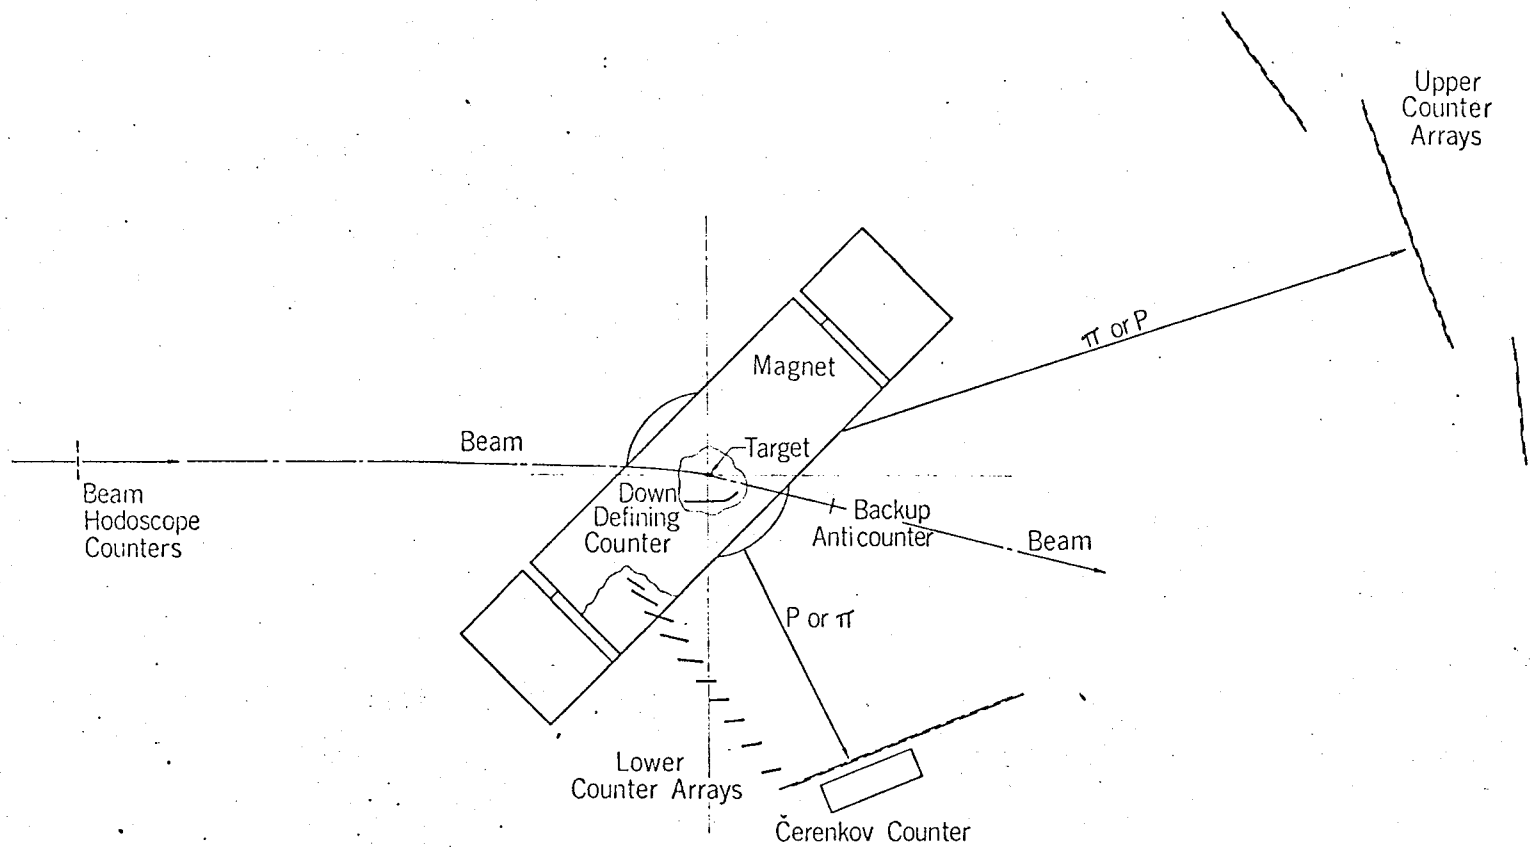 Upper
Counter
Arrays
π or P
Magnet
Beam
Target
Beam
Hodoscope
Counters
Down
Defining
Counter
Backup
Anticounter
Beam
P or π
Lower
Counter Arrays
Čerenkov Counter